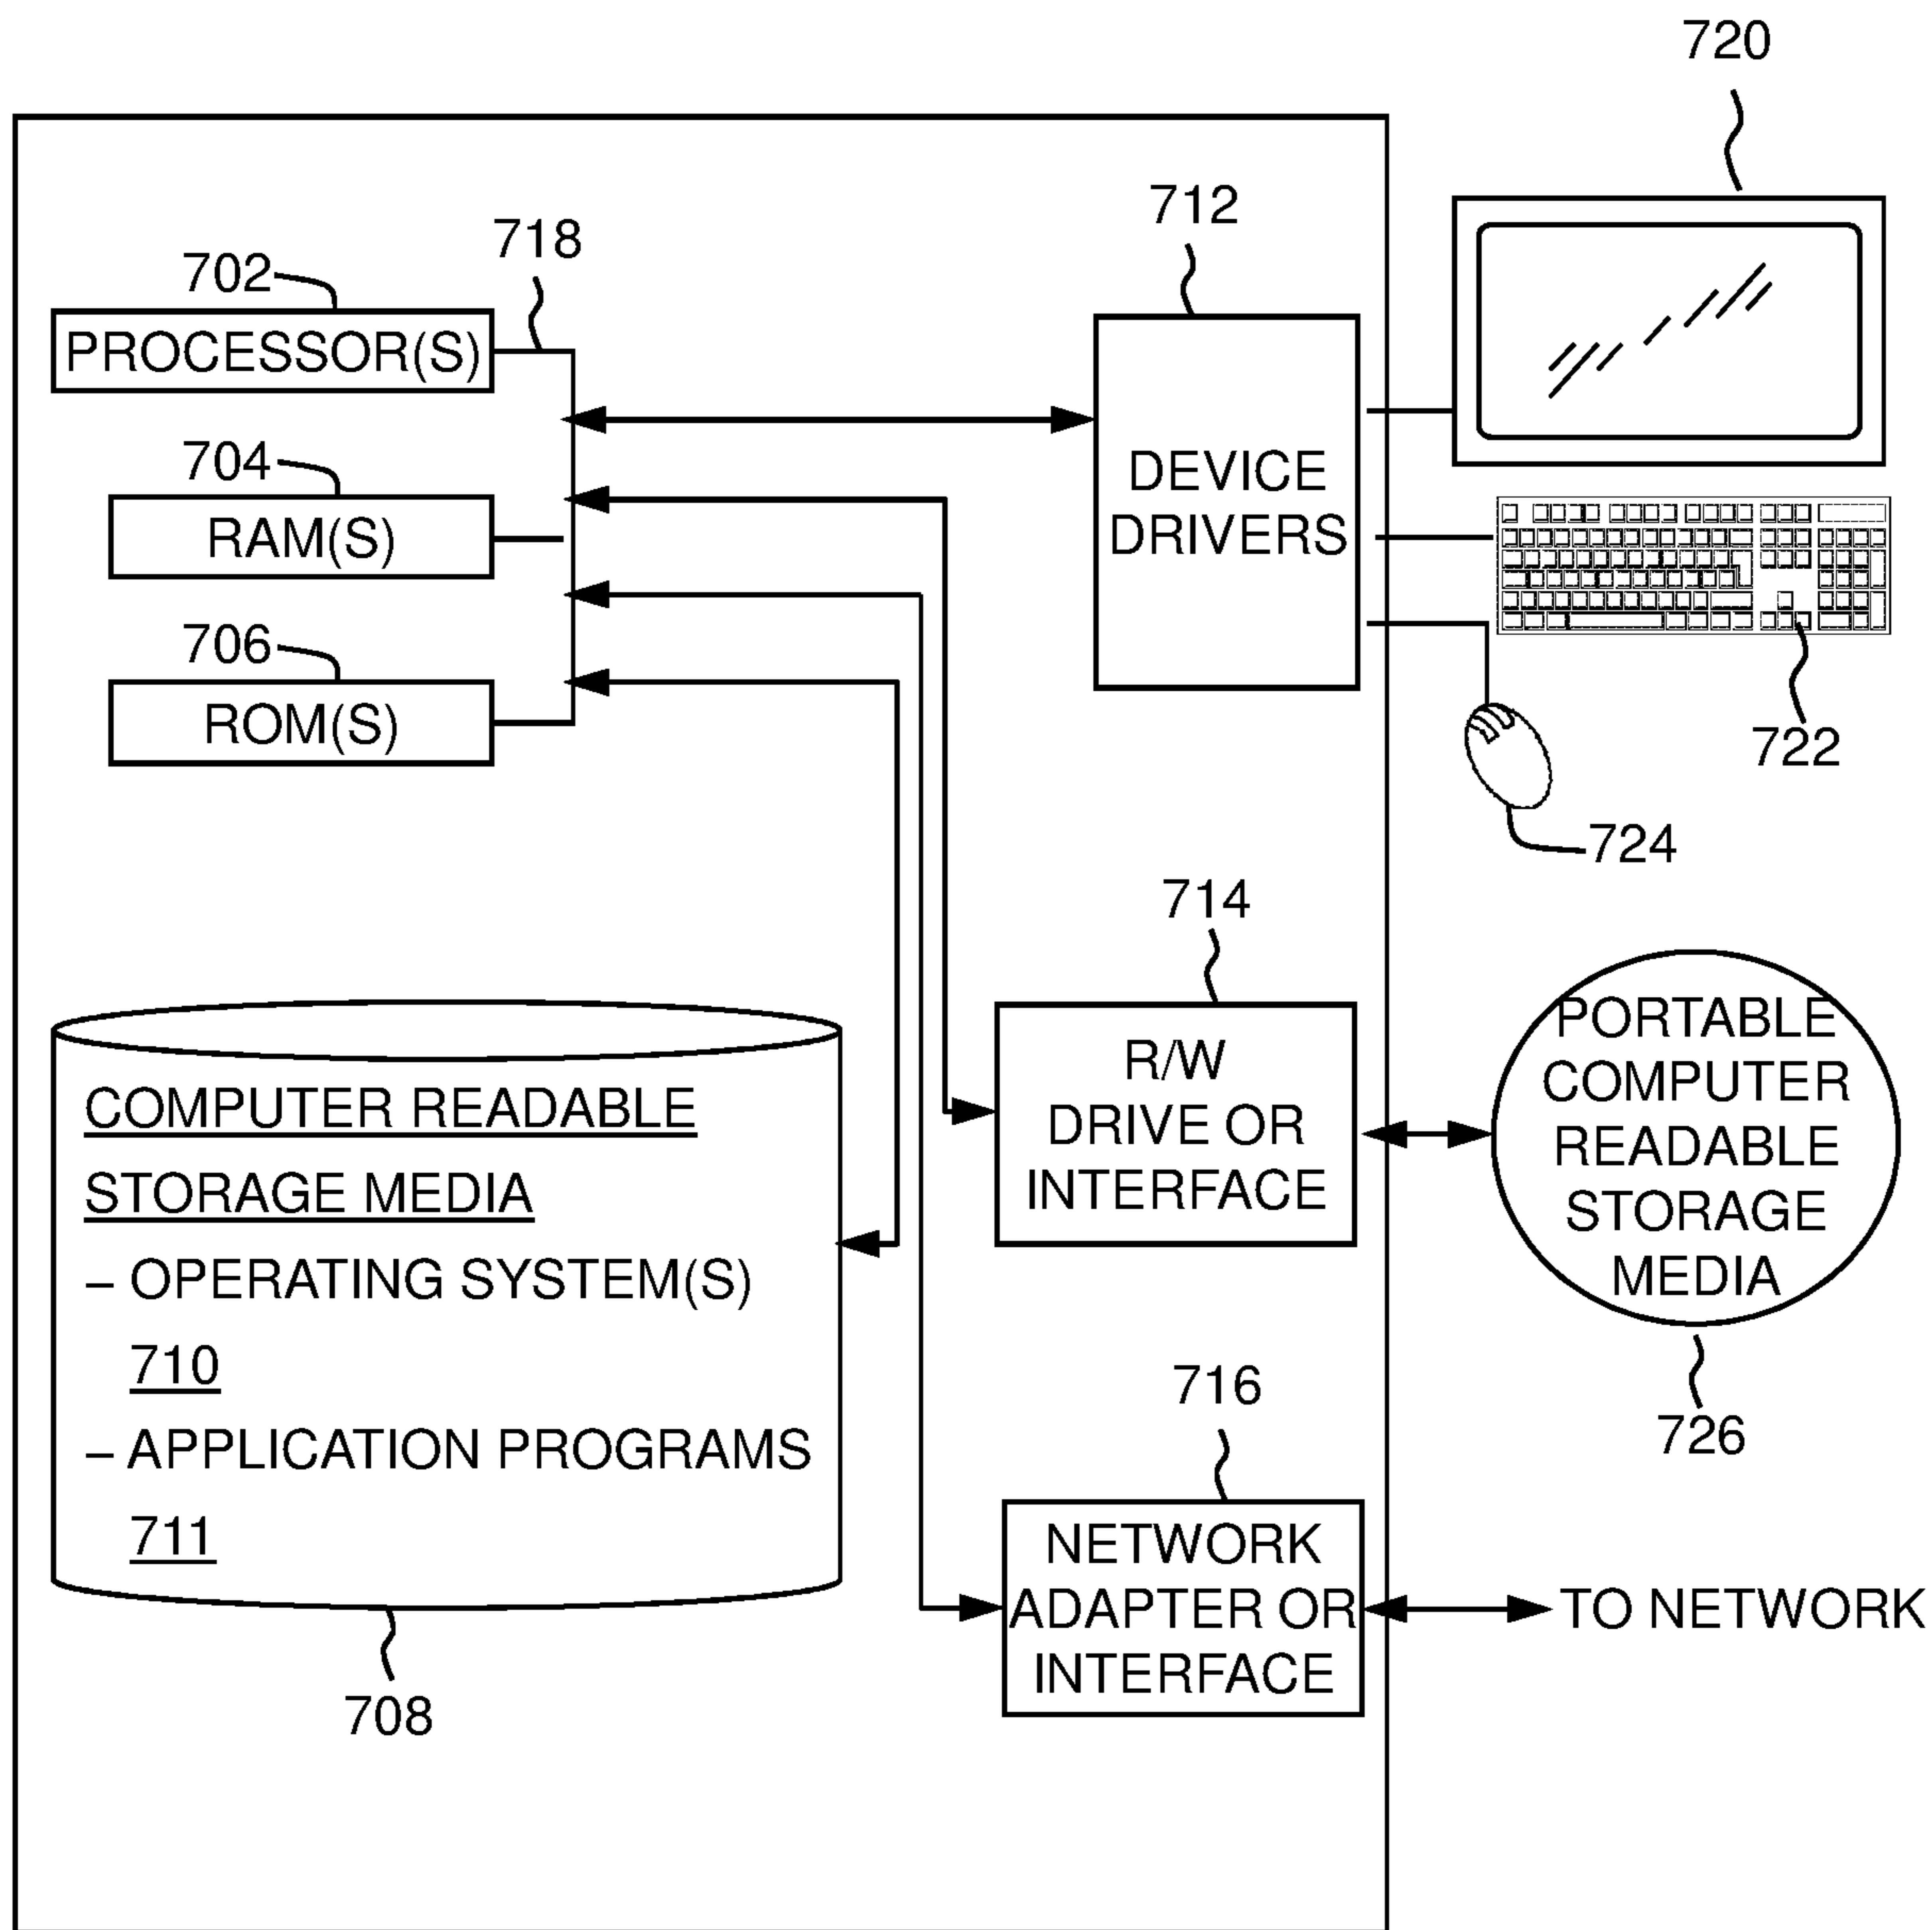 720
712
718
702
PROCESSOR(S)
704
RAM(S)
DEVICE
DRIVERS
706
ROM(S)
722
724
714
R/W
DRIVE OR
INTERFACE
PORTABLE
COMPUTER
READABLE
STORAGE
MEDIA
COMPUTER READABLE
STORAGE MEDIA
– OPERATING SYSTEM(S)
710
– APPLICATION PROGRAMS
711
726
716
NETWORK
ADAPTER OR
INTERFACE
TO NETWORK
708